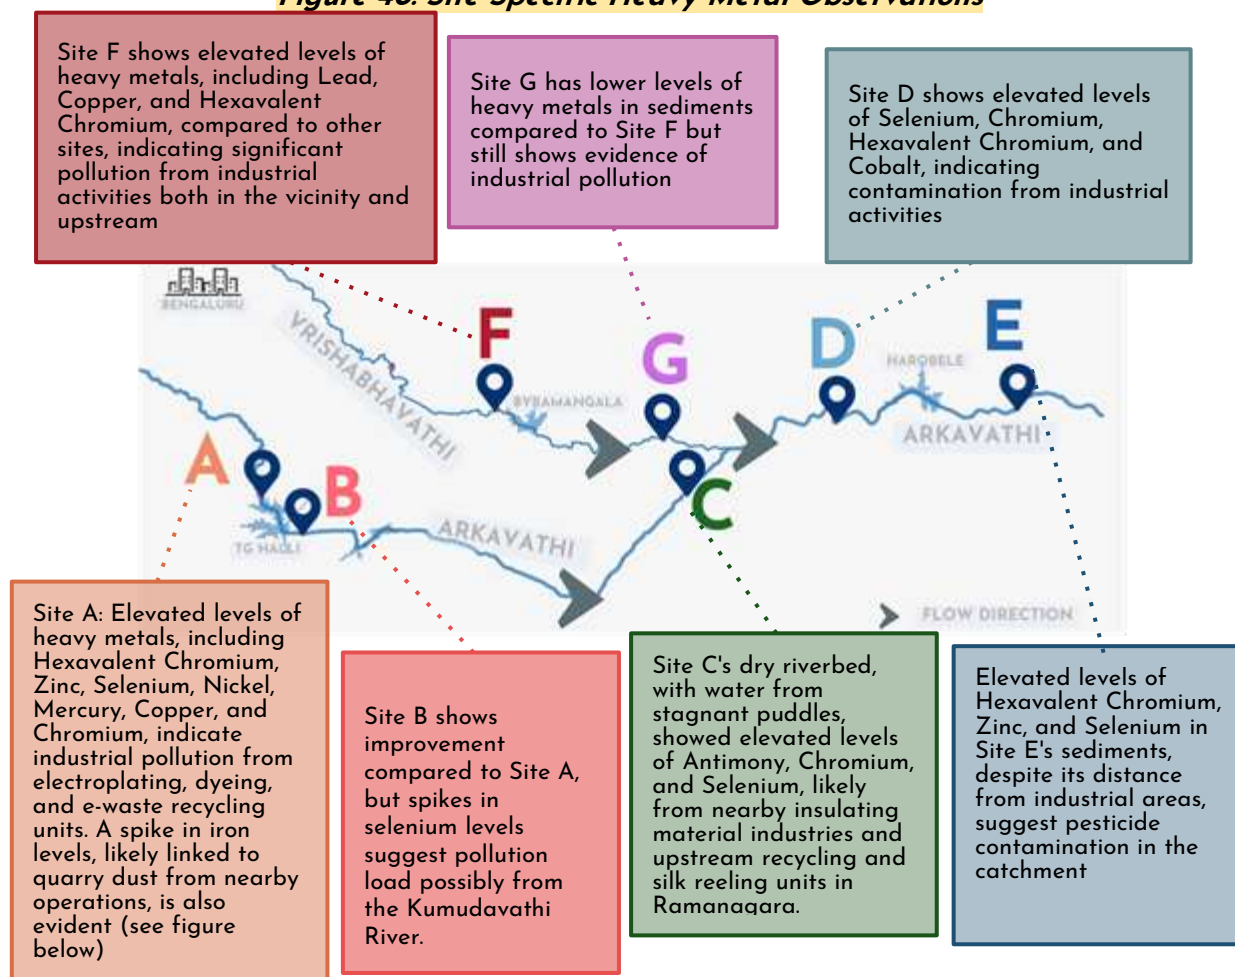 Figure 46: Site-Specific Heavy Metal Observations
Site F shows elevated levels of
heavy metals, including Lead,
Copper, and Hexavalent
Chromium, compared to other
sites, indicating significant
pollution from industrial
activities both in the vicinity and
upstream
Site G has lower levels of
heavy metals in sediments
compared to Site F but
still shows evidence of
industrial pollution
Site D shows elevated levels
of Selenium, Chromium,
Hexavalent Chromium, and
Cobalt, indicating
contamination from industrial
activities
BENGALURU
VRISHABHAVATHI
F
BYRAMANGALA
G
D
HAROBELE
E
ARKAVATHI
A
B
TG HALLI
ARKAVATHI
C
FLOW DIRECTION
Site A: Elevated levels of
heavy metals, including
Hexavalent Chromium,
Zinc, Selenium, Nickel,
Mercury, Copper, and
Chromium, indicate
industrial pollution from
electroplating, dyeing,
and e-waste recycling
units. A spike in iron
levels, likely linked to
quarry dust from nearby
operations, is also
evident (see figure
below)
Site B shows
improvement
compared to Site A,
but spikes in
selenium levels
suggest pollution
load possibly from
the Kumudavathi
River.
Site C's dry riverbed,
with water from
stagnant puddles,
showed elevated levels
of Antimony, Chromium,
and Selenium, likely
from nearby insulating
material industries and
upstream recycling and
silk reeling units in
Ramanagara.
Elevated levels of
Hexavalent Chromium,
Zinc, and Selenium in
Site E's sediments,
despite its distance
from industrial areas,
suggest pesticide
contamination in the
catchment